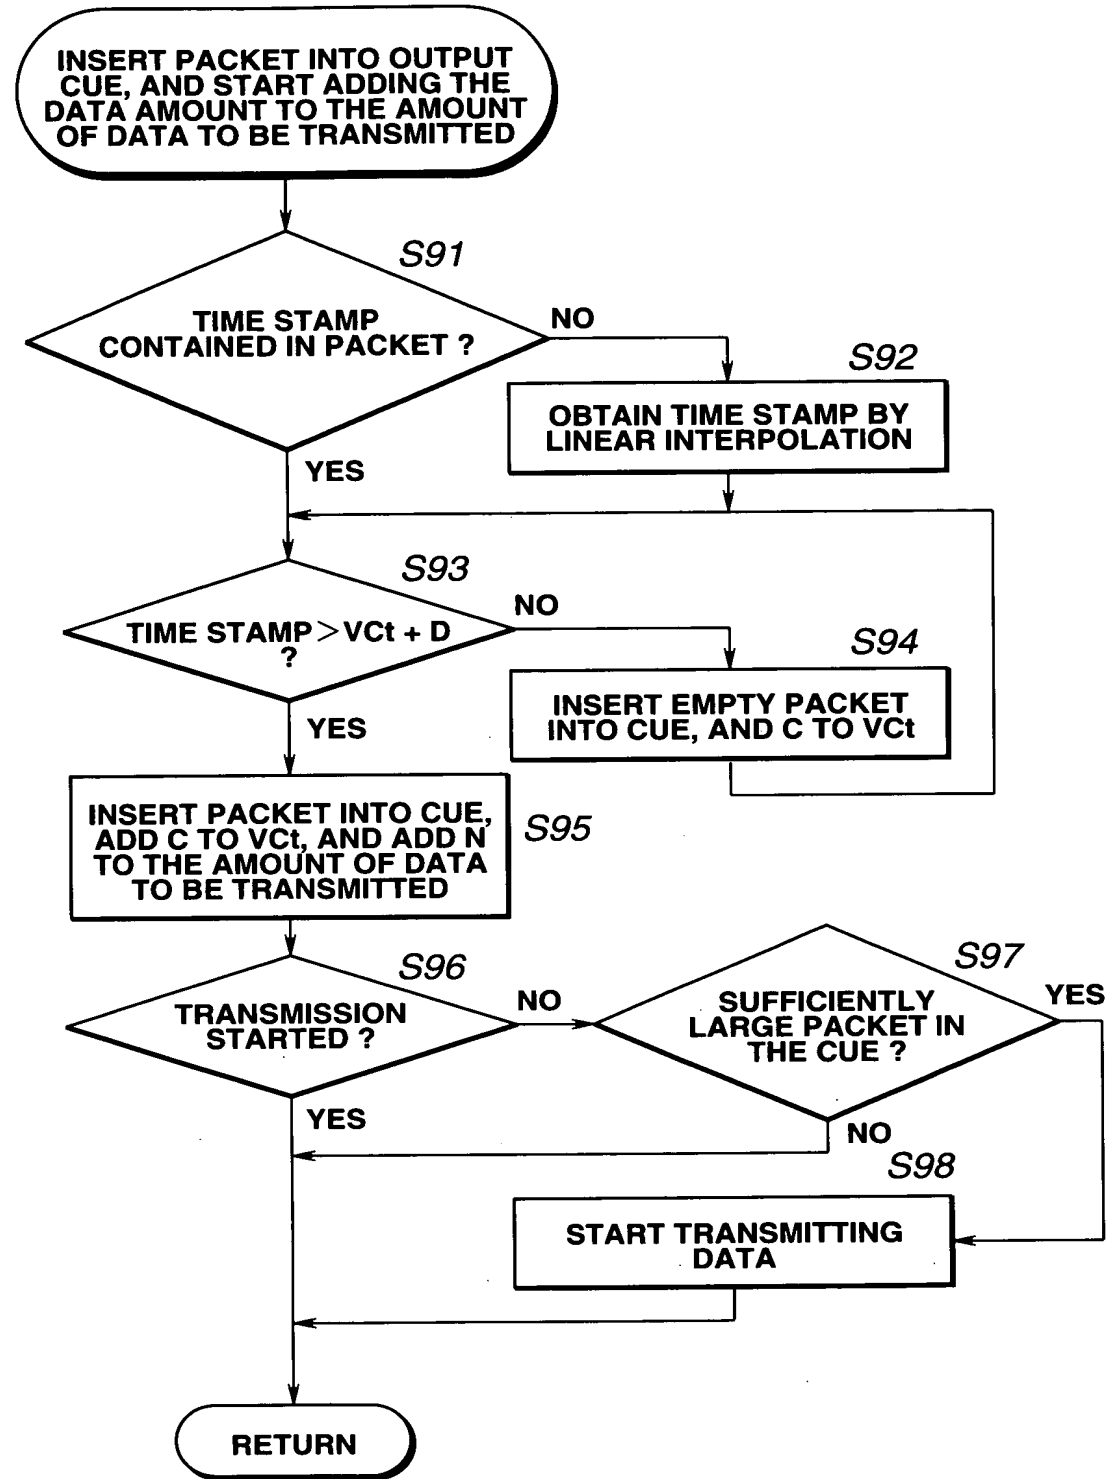 INSERT PACKET INTO OUTPUT
CUE, AND START ADDING THE
DATA AMOUNT TO THE AMOUNT
OF DATA TO BE TRANSMITTED
S91
TIME STAMP
CONTAINED IN PACKET ?
NO
YES
S92
OBTAIN TIME STAMP BY
LINEAR INTERPOLATION
S93
TIME STAMP>VCt + D
?
NO
YES
S94
INSERT EMPTY PACKET
INTO CUE, AND C TO VCt
INSERT PACKET INTO CUE,
ADD C TO VCt, AND ADD N
TO THE AMOUNT OF DATA
TO BE TRANSMITTED
S95
S96
TRANSMISSION
STARTED ?
NO
YES
S97
SUFFICIENTLY
LARGE PACKET IN
THE CUE ?
YES
NO
S98
START TRANSMITTING
DATA
RETURN